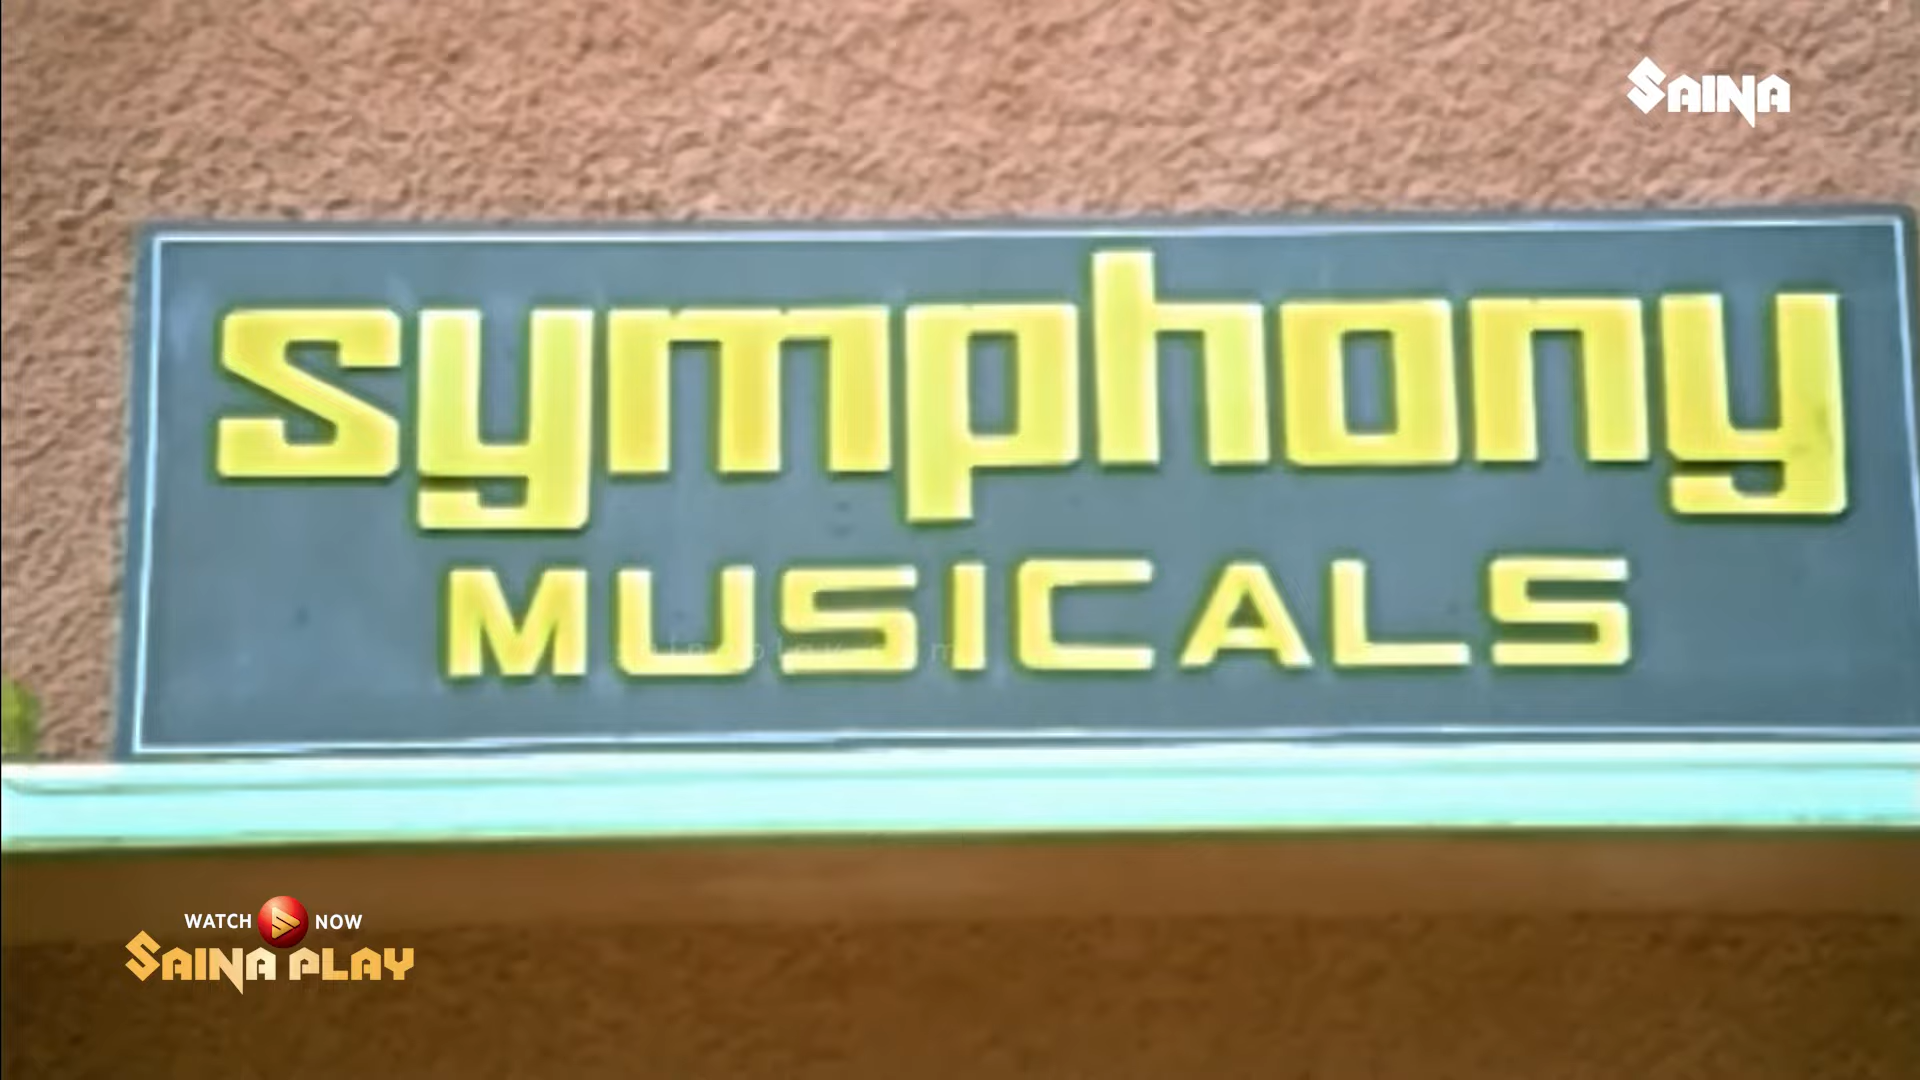 SAINA
symphony
MUSICALS
WATCH NOW
SAINA PLAY